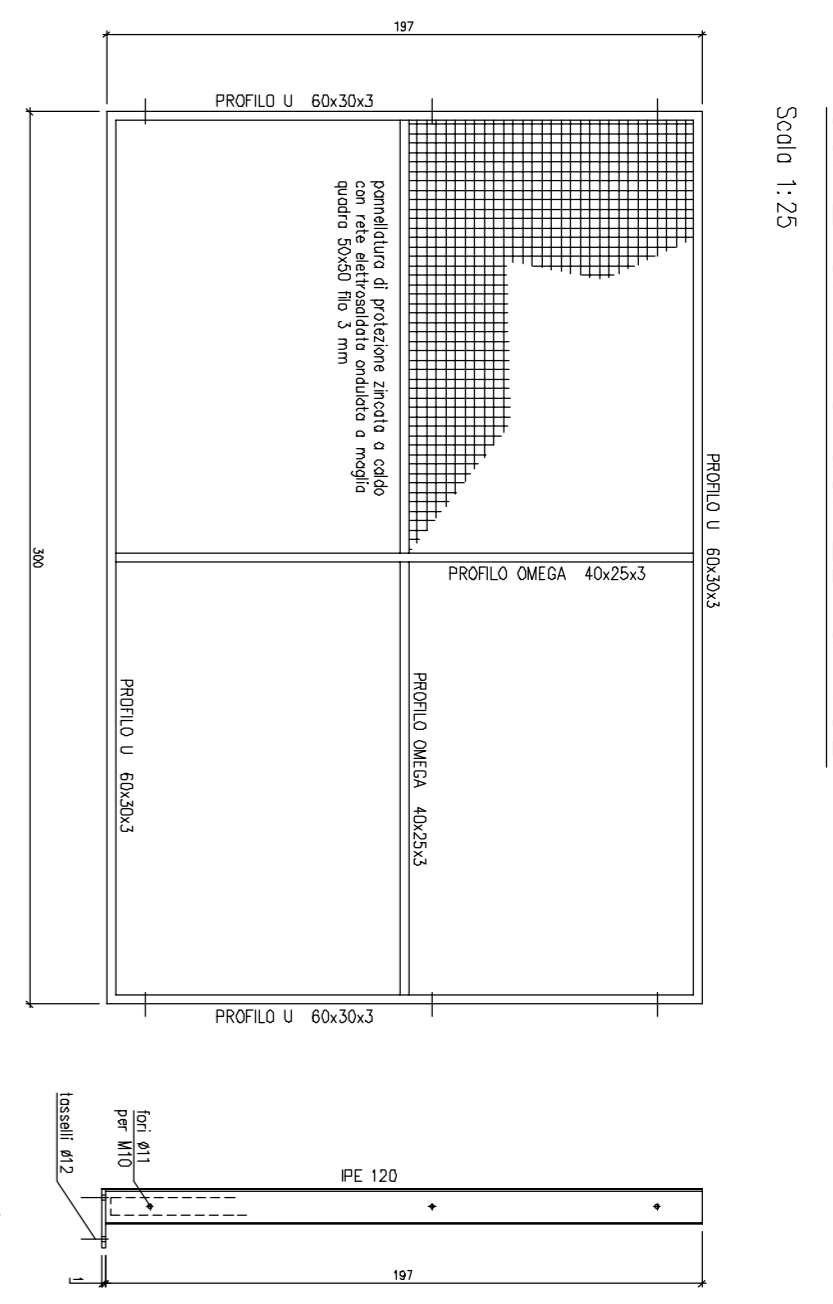 Scala 1:25
197
PROFILO U 60x30x3
pannellatura di protezione zincata a caldo
con rete elettrosaldata ondulata a maglia
quadra 50x50 filo 3 mm
PROFILO U 60x30x3
300
PROFILO OMEGA 40x25x3
PROFILO OMEGA 40x25x3
PROFILO U 60x30x3
PROFILO U 60x30x3
fori ø11
per M10
tasselli ø12
IPE 120
197
1